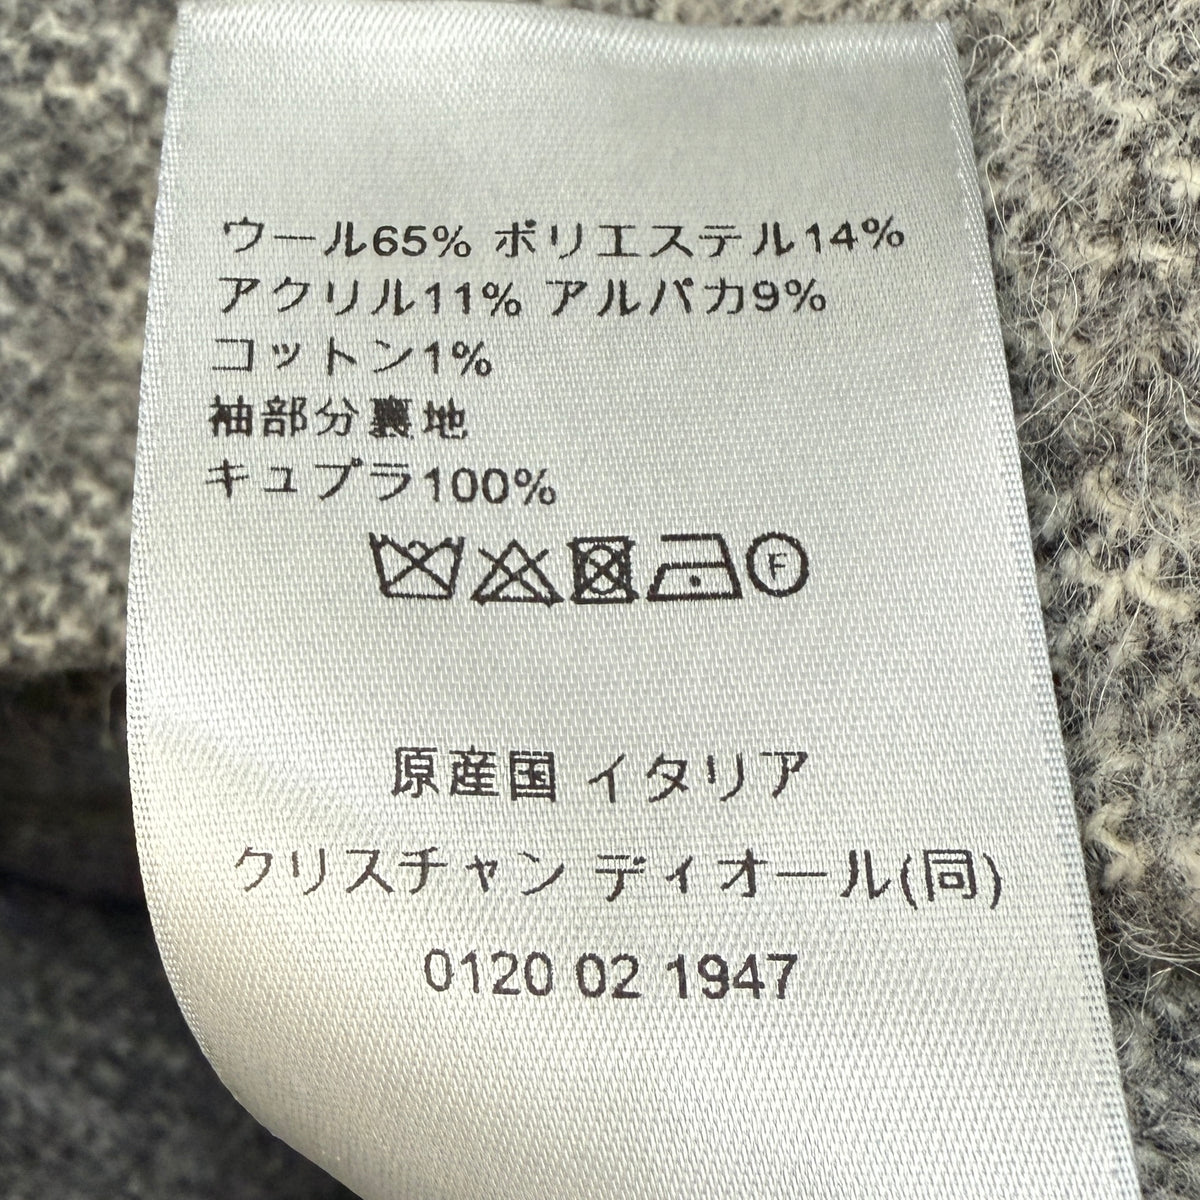 ウール65% ポリエステル14%
アクリル11% アルパカ9%
コットン1%
袖部分裏地
キュプラ100%
F
原産国 イタリア
クリスチャン ディオール(同)
0120 02 1947